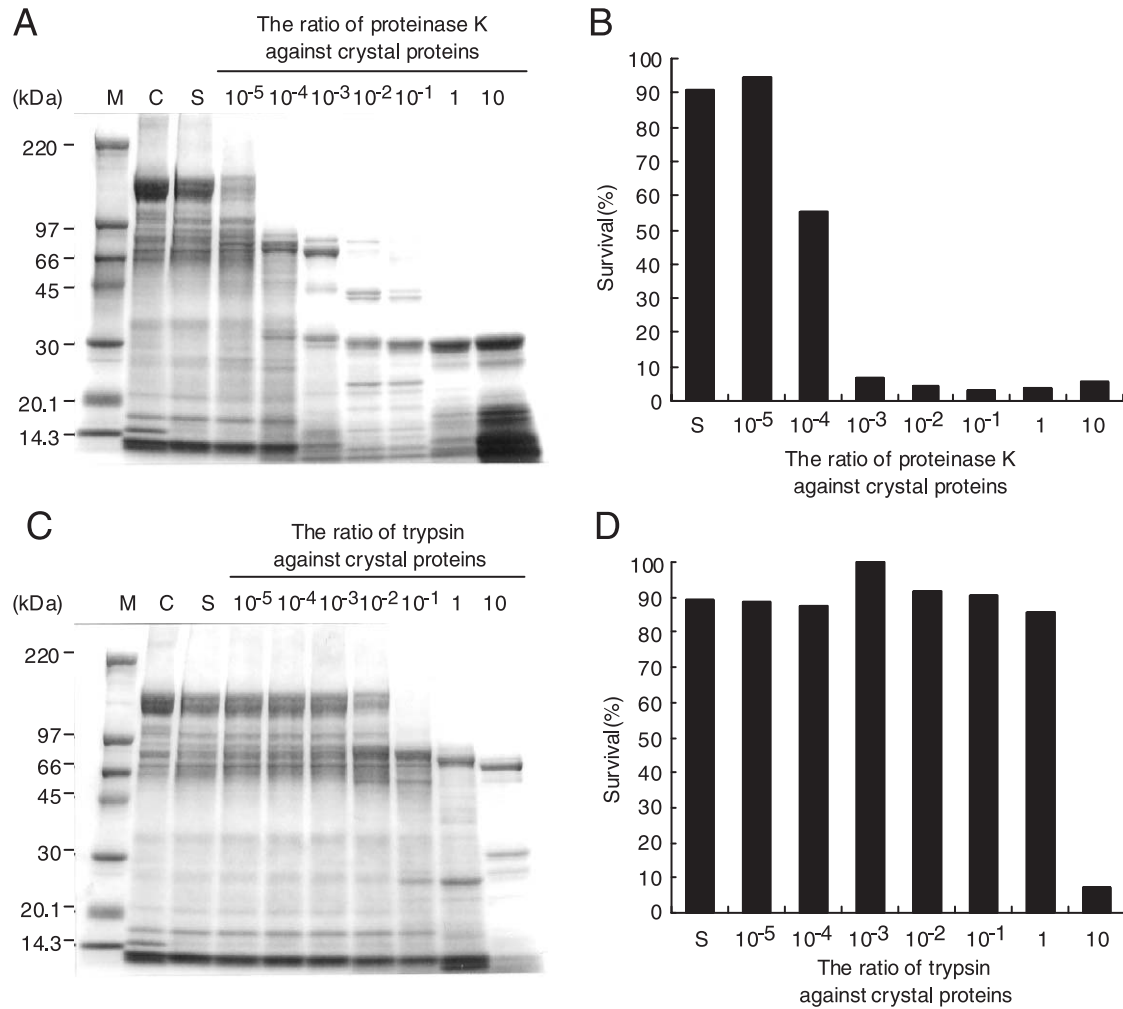 A
The ratio of proteinase K
against crystal proteins
(kDa) M C S 10-5 10-4 10-3 10-2 10-1 1 10
220
97
66
45
30
20.1
14.3
B
100
90
80
70
60
50
40
30
20
10
0
Survival(%)
S 10-5 10-4 10-3 10-2 10-1 1 10
The ratio of proteinase K
against crystal proteins
C
The ratio of trypsin
against crystal proteins
(kDa) M C S 10-5 10-4 10-3 10-2 10-1 1 10
220
97
66
45
30
20.1
14.3
D
100
90
80
70
60
50
40
30
20
10
0
Survival(%)
S 10-5 10-4 10-3 10-2 10-1 1 10
The ratio of trypsin
against crystal proteins